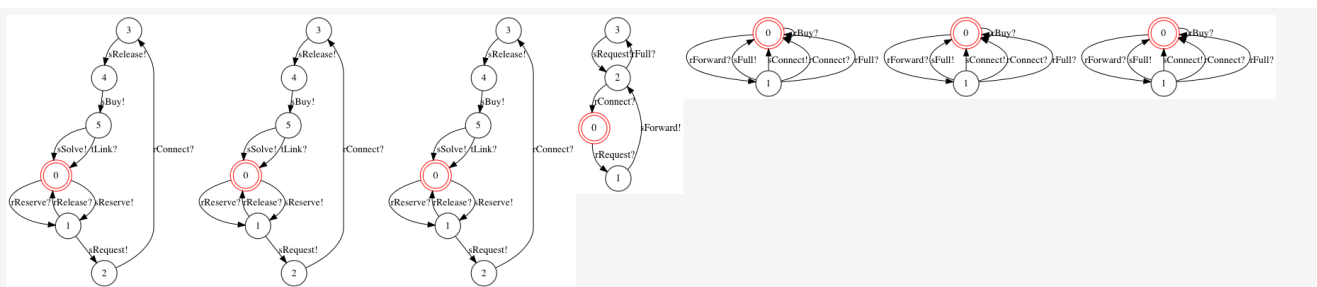 3
sRelease!
4
sBuy!
5
sSolve! tLink? rConnect?
0
rReserve? rRelease? sReserve!
1
sRequest!
2
3
sRelease!
4
sBuy!
5
sSolve! tLink? rConnect?
0
rReserve? rRelease? sReserve!
1
sRequest!
2
3
sRelease!
4
sBuy!
5
sSolve! tLink? rConnect?
0
rReserve? rRelease? sReserve!
1
sRequest!
2
3
sRequest! rFull?
2
rConnect?
0 sForward!
rRequest?
1
0 rBuy?
rForward? sFull! sConnect! rConnect? rFull?
1
0 rBuy?
rForward? sFull! sConnect! rConnect? rFull?
1
0 rBuy?
rForward? sFull! sConnect! rConnect? rFull?
1